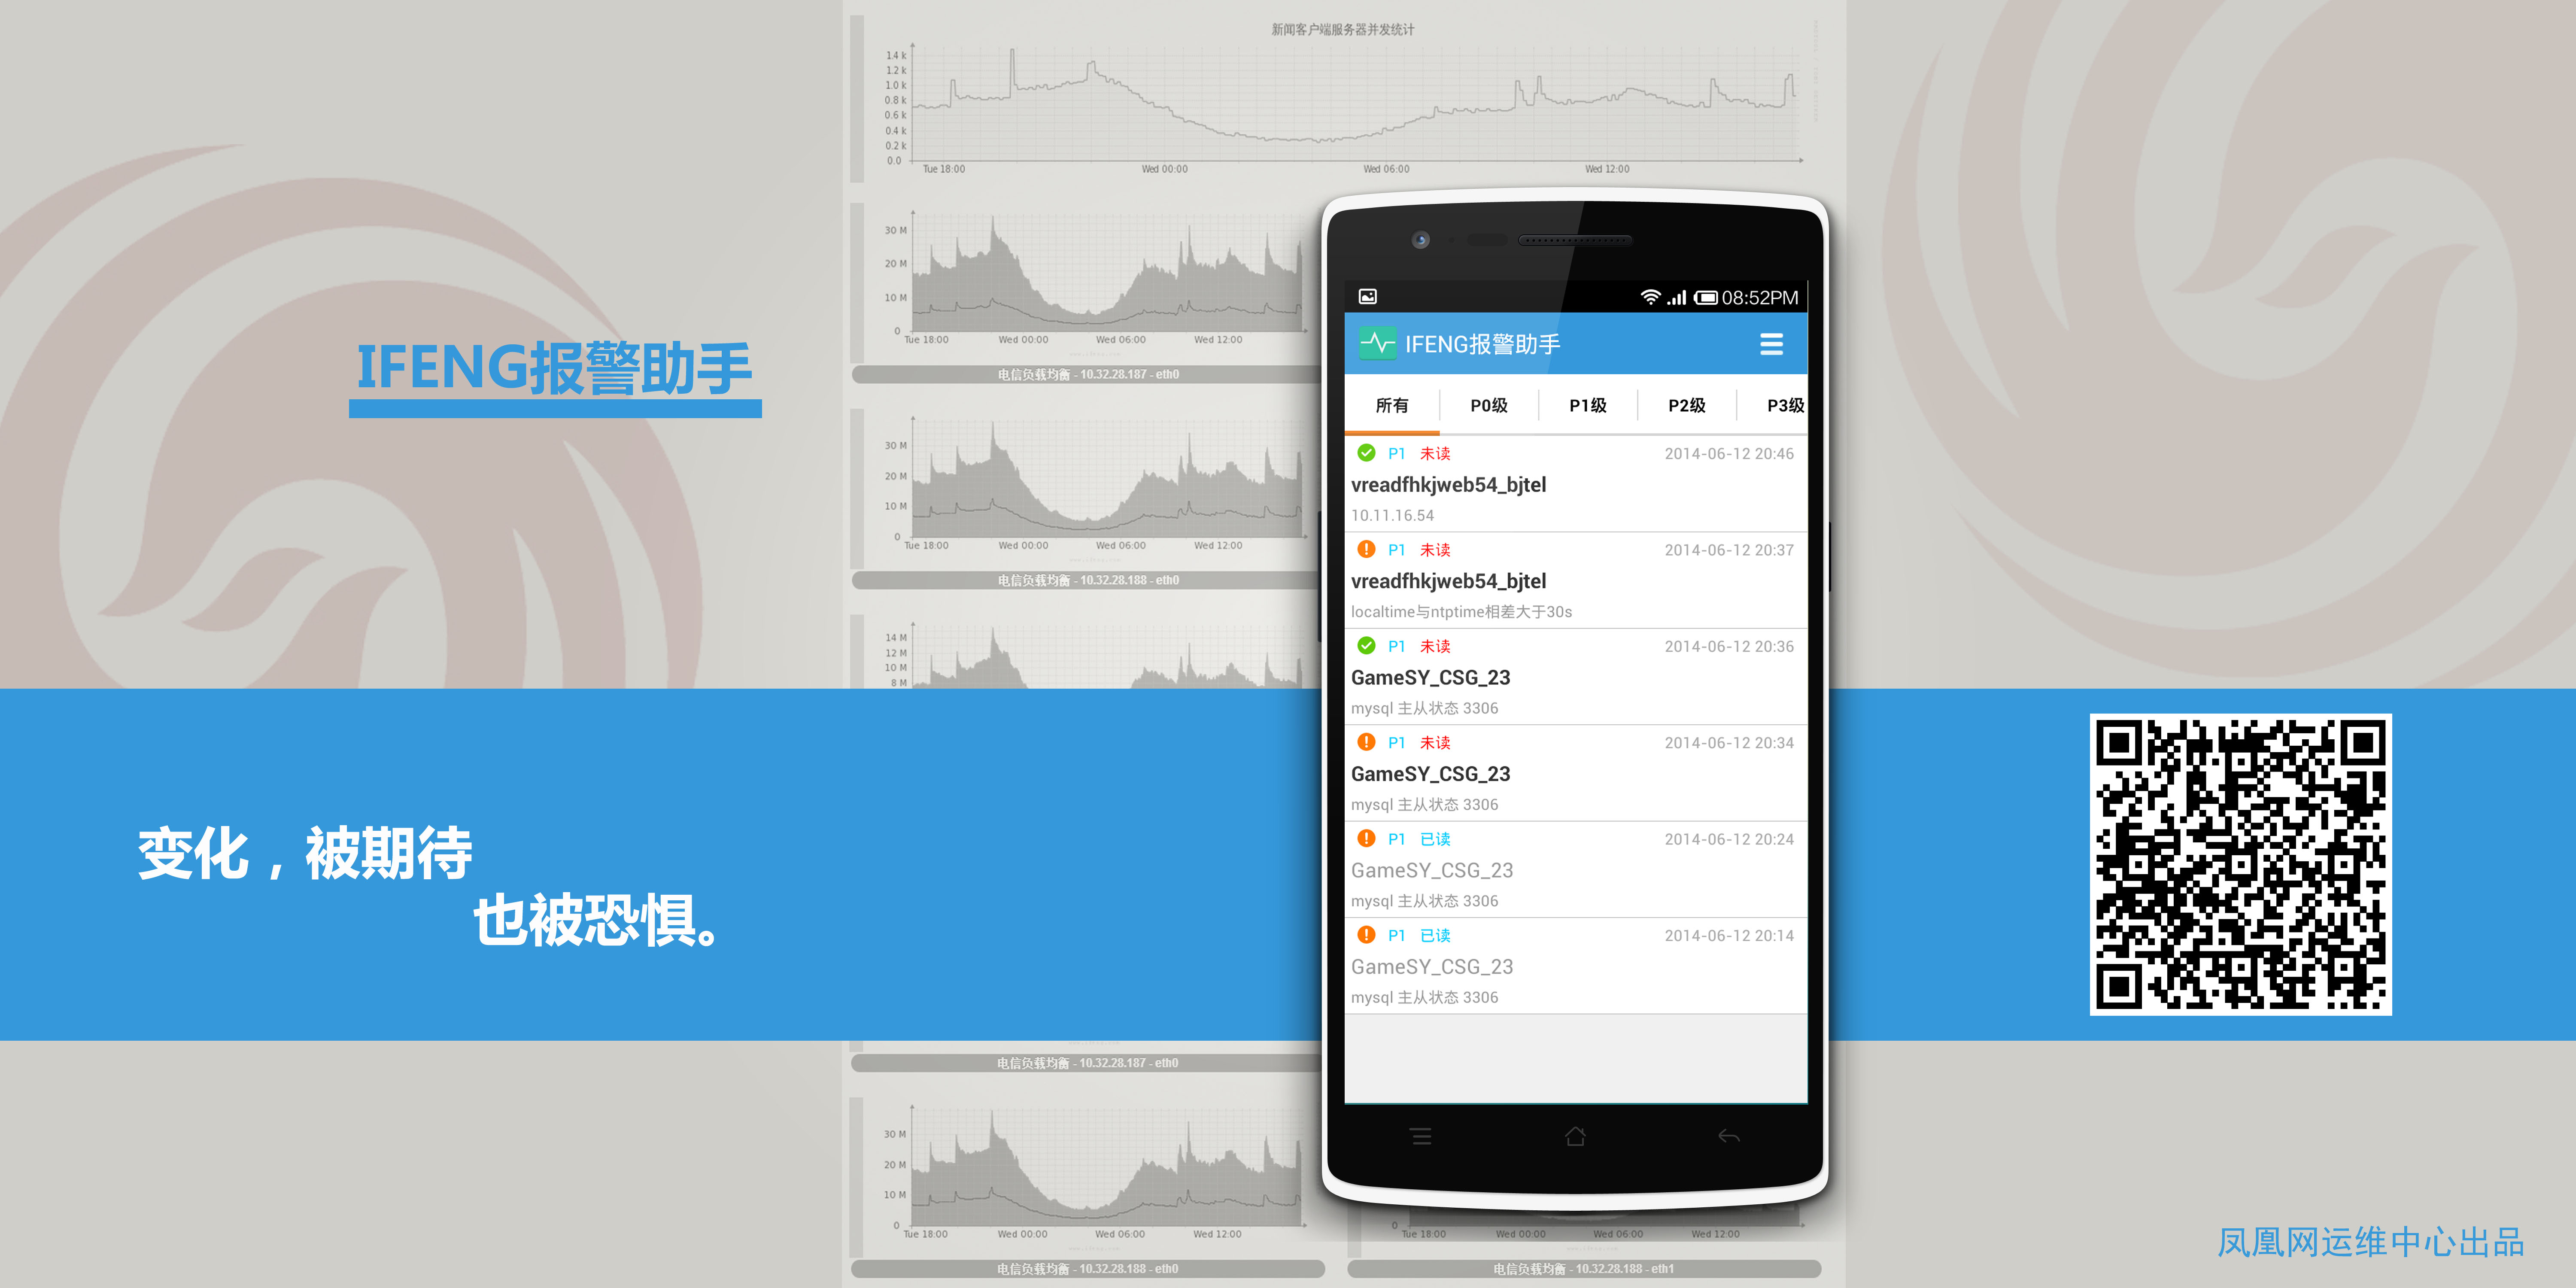 新闻客户端服务器并发统计
1.4 k
1.2 k
1.0 k
0.8 k
0.6 k
0.4 k
0.2 k
0.0
Tue 18:00 Wed 00:00 Wed 06:00 Wed 12:00
30 M
20 M
10 M
0
Tue 18:00 Wed 00:00 Wed 06:00 Wed 12:00
电信负载均衡 - 10.32.28.187 - eth0
30 M
20 M
10 M
0
Tue 18:00 Wed 00:00 Wed 06:00 Wed 12:00
电信负载均衡 - 10.32.28.188 - eth0
14 M
12 M
10 M
8 M
IFENG报警助手
变化，被期待
也被恐惧。
08:52PM
IFENG报警助手
所有 P0级 P1级 P2级 P3级
P1 未读 2014-06-12 20:46
vreadfhkjweb54_bjtel
10.11.16.54
P1 未读 2014-06-12 20:37
vreadfhkjweb54_bjtel
localtime与ntptime相差大于30s
P1 未读 2014-06-12 20:36
GameSY_CSG_23
mysql 主从状态 3306
P1 未读 2014-06-12 20:34
GameSY_CSG_23
mysql 主从状态 3306
P1 已读 2014-06-12 20:24
GameSY_CSG_23
mysql 主从状态 3306
P1 已读 2014-06-12 20:14
GameSY_CSG_23
mysql 主从状态 3306
电信负载均衡 - 10.32.28.187 - eth0
30 M
20 M
10 M
0
Tue 18:00 Wed 00:00 Wed 06:00 Wed 12:00
电信负载均衡 - 10.32.28.188 - eth0
0
Tue 18:00 Wed 00:00 Wed 06:00 Wed 12:00
电信负载均衡 - 10.32.28.188 - eth1
凤凰网运维中心出品